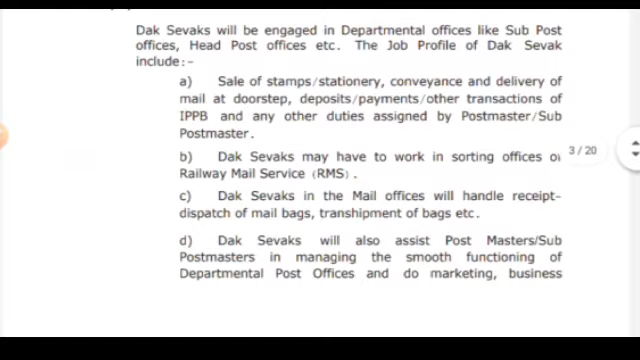 Dak Sevaks will be engaged in Departmental offices like Sub Post
offices, Head Post offices etc. The Job Profile of Dak Sevak
include:-
a) Sale of stamps/stationery, conveyance and delivery of
mail at doorstep, deposits/payments/other transactions of
IPPB and any other duties assigned by Postmaster/Sub
Postmaster.
b) Dak Sevaks may have to work in sorting offices of
Railway Mail Service (RMS).
3/20
c) Dak Sevaks in the Mail offices will handle receipt-
dispatch of mail bags, transhipment of bags etc.
d) Dak Sevaks will also assist Post Masters/Sub
Postmasters in managing the smooth functioning of
Departmental Post Offices and do marketing, business